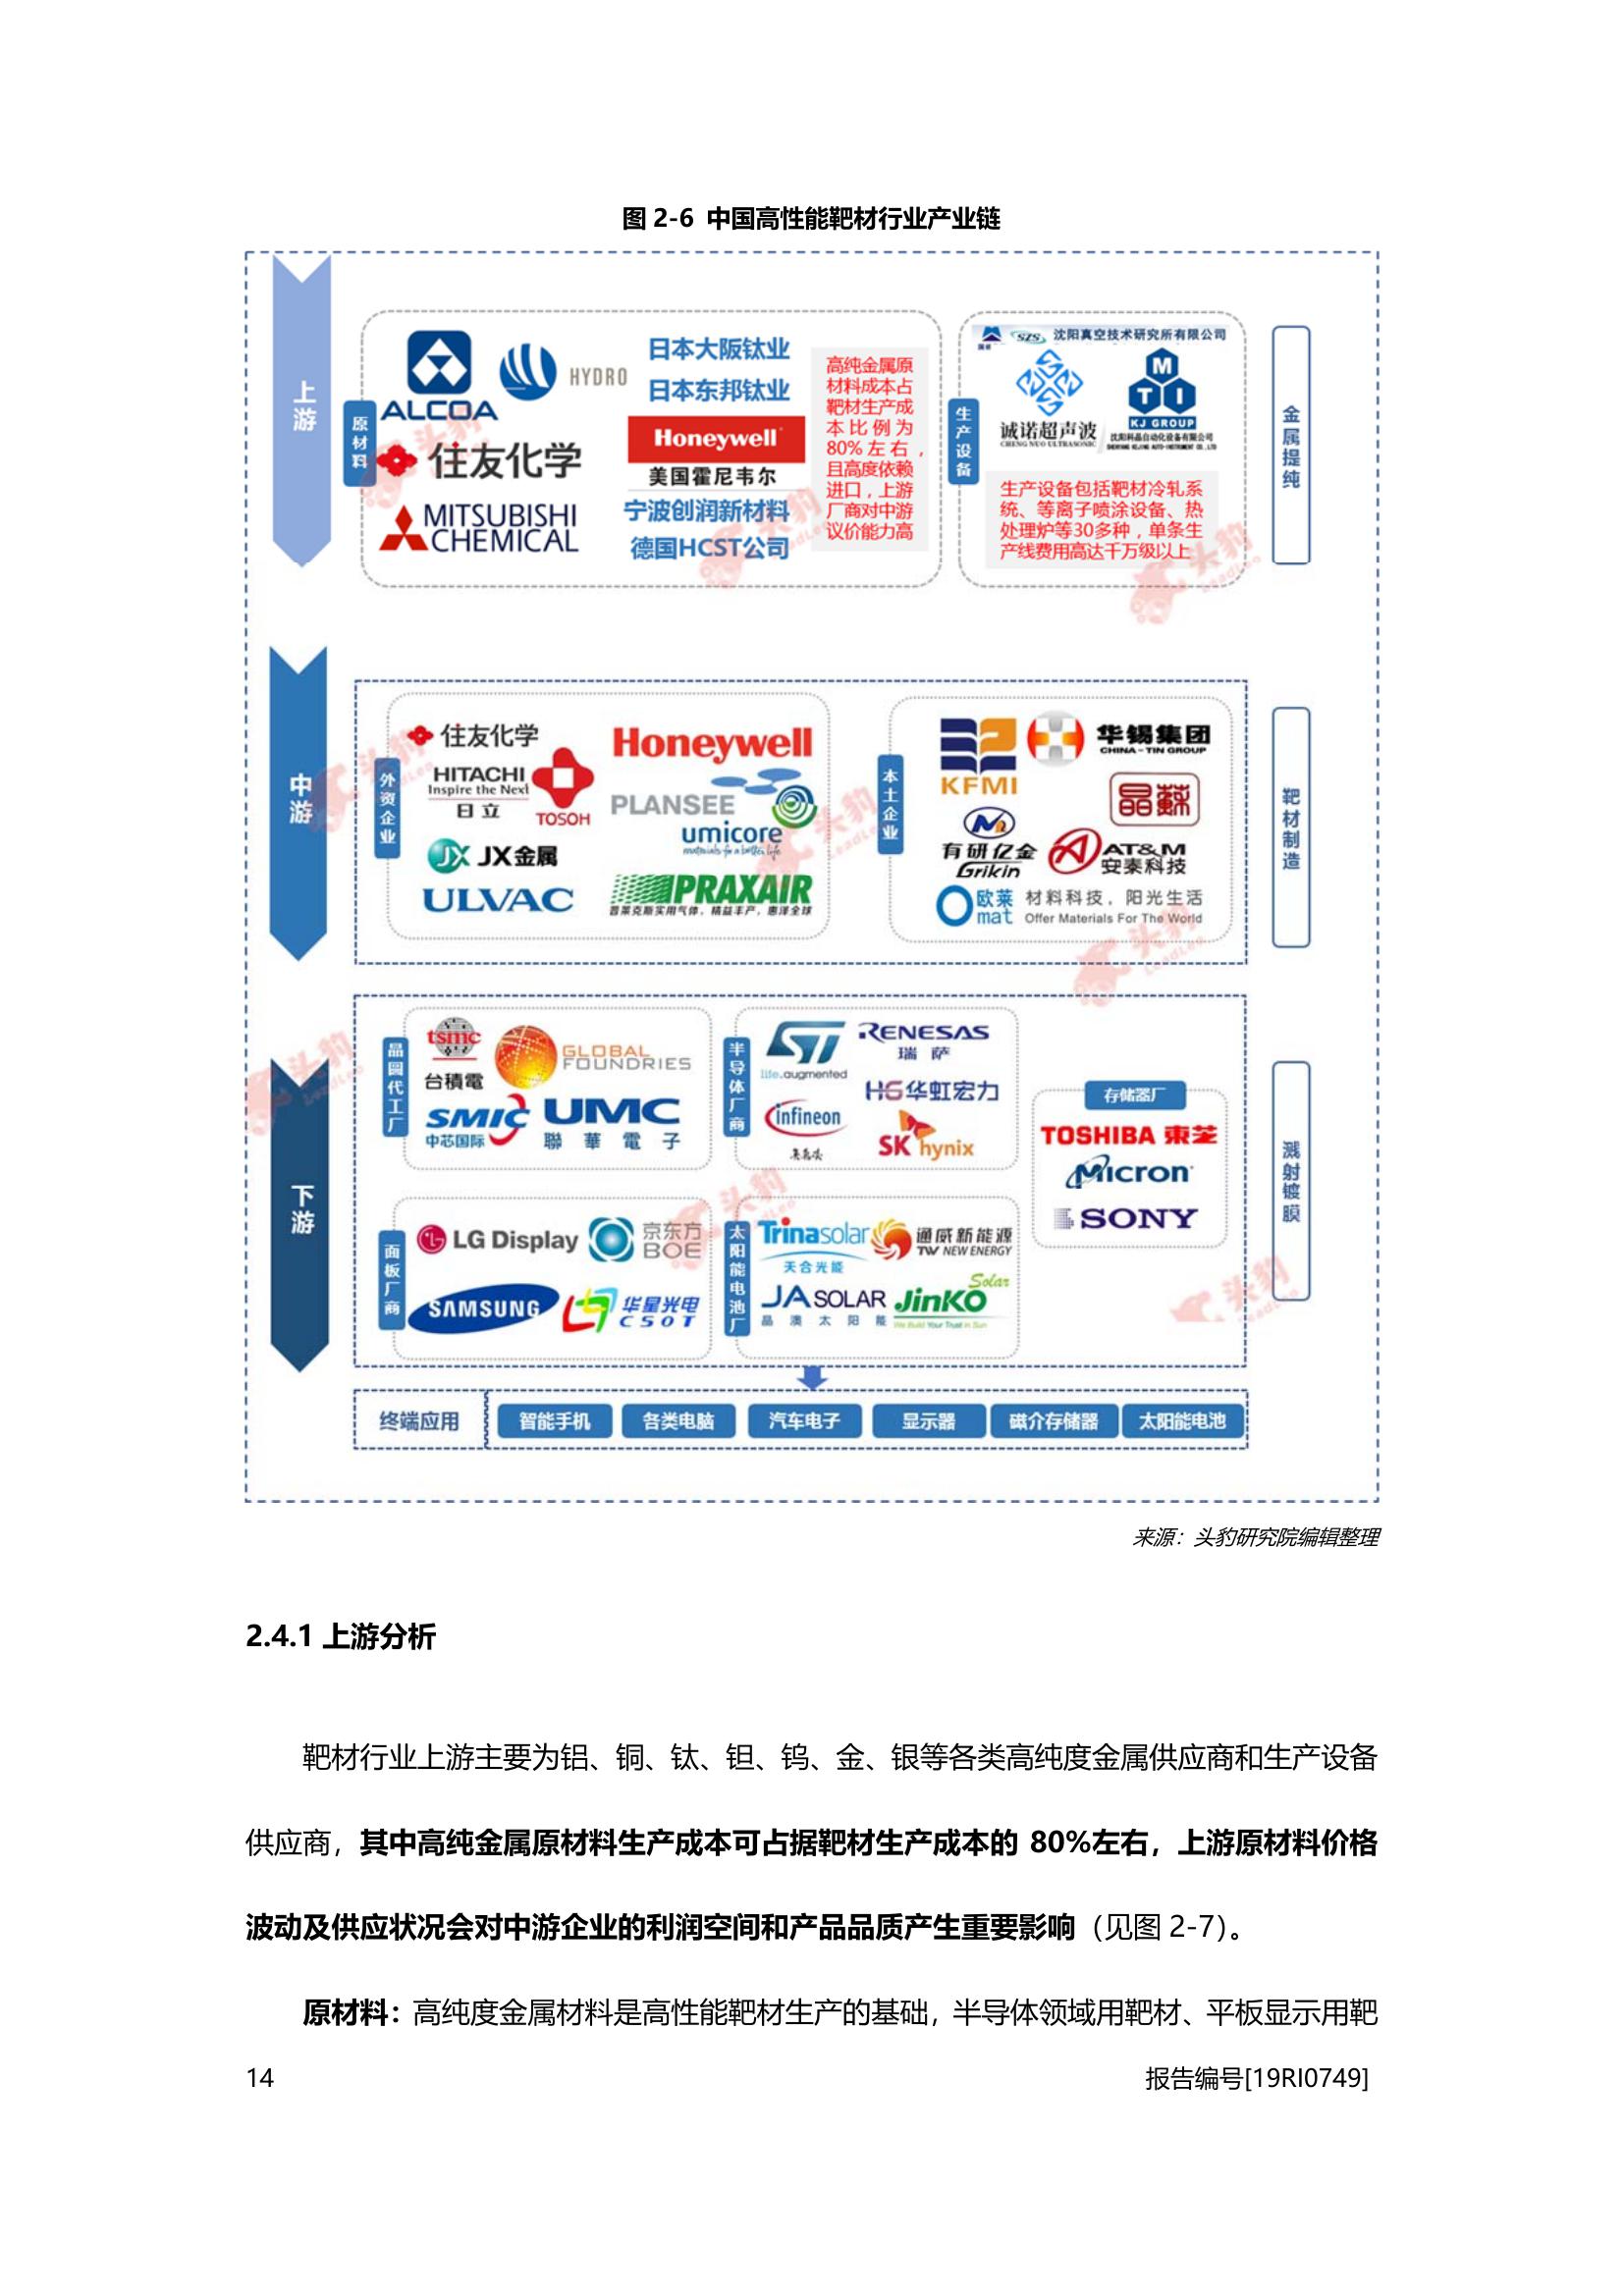 图 2-6 中国高性能靶材行业产业链
上游
原材料
ALCOA
HYDRO
日本大阪钛业
日本东邦钛业
住友化学
Honeywell
美国霍尼韦尔
MITSUBISHI
CHEMICAL
宁波创润新材料
德国HCST公司
高纯金属原
材料成本占
靶材生产成
本比例为
80%左右，
且高度依赖
进口，上游
厂商对中游
议价能力高
生产设备
SZS 沈阳真空技术研究所有限公司
诚诺超声波
CHENG NUO ULTRASONIC
MTI
KJ GROUP
沈阳科晶自动化设备有限公司
生产设备包括靶材冷轧系
统、等离子喷涂设备、热
处理炉等30多种，单条生
产线费用高达千万级以上
金属提纯
中游
外资企业
住友化学
HITACHI
Inspire the Next
日立
TOSOH
JX JX金属
ULVAC
Honeywell
PLANSEE
umicore
materials for a better life
PRAXAIR
普莱克斯实用气体，精益丰产，惠泽全球
本土企业
KFMI
华锡集团
CHINA-TIN GROUP
晶蘇
有研亿金
Grikin
AT&M
安泰科技
欧莱
mat
材料科技，阳光生活
Offer Materials For The World
靶材制造
下游
晶圆代工厂
tsmc
台積電
GLOBAL
FOUNDRIES
SMIC
中芯国际
UMC
聯華電子
半导体厂商
ST
life.augmented
RENESAS
瑞萨
HG华虹宏力
infineon
英飞凌
SK hynix
存储器厂
TOSHIBA 東芝
Micron
SONY
面板厂商
LG Display
京东方
BOE
SAMSUNG
华星光电
CSOT
太阳能电池厂
Trinasolar
天合光能
通威新能源
TW NEW ENERGY
JA SOLAR
晶澳太阳能
JinKO Solar
We Build Your Trust in Sun
溅射镀膜
终端应用
智能手机
各类电脑
汽车电子
显示器
磁介存储器
太阳能电池
来源：头豹研究院编辑整理
2.4.1 上游分析
靶材行业上游主要为铝、铜、钛、钽、钨、金、银等各类高纯度金属供应商和生产设备
供应商，其中高纯金属原材料生产成本可占据靶材生产成本的 80%左右，上游原材料价格
波动及供应状况会对中游企业的利润空间和产品品质产生重要影响（见图 2-7）。
原材料：高纯度金属材料是高性能靶材生产的基础，半导体领域用靶材、平板显示用靶
14
报告编号[19RI0749]